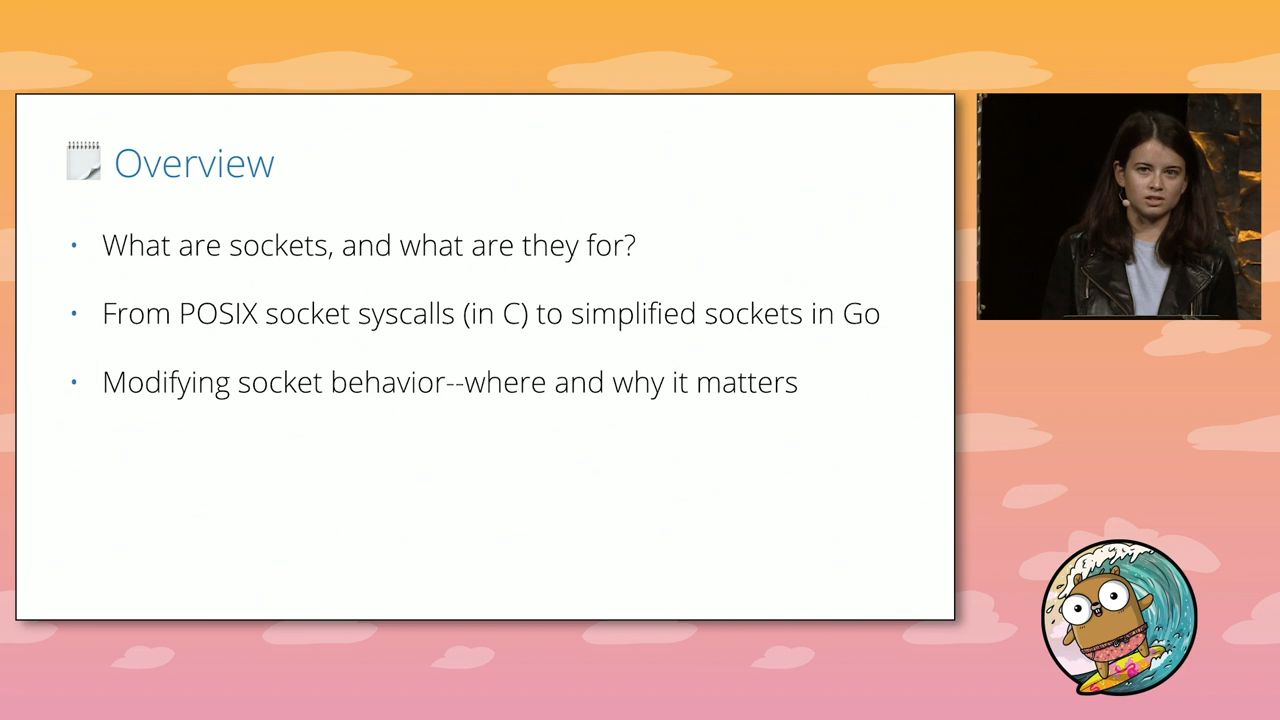 Overview
• What are sockets, and what are they for?
• From POSIX socket syscalls (in C) to simplified sockets in Go
• Modifying socket behavior--where and why it matters